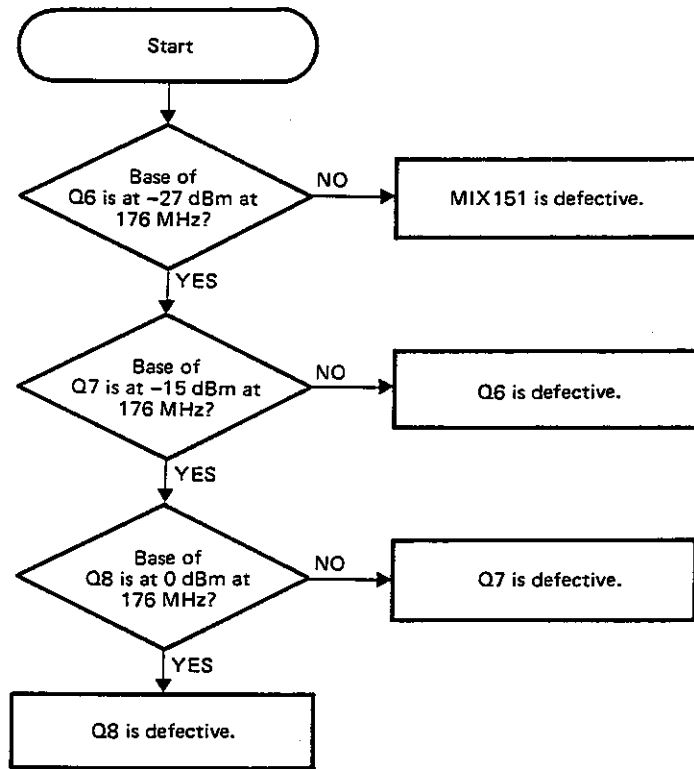 Start
Base of
Q6 is at –27 dBm at
176 MHz?
NO
MIX151 is defective.
YES
Base of
Q7 is at –15 dBm at
176 MHz?
NO
Q6 is defective.
YES
Base of
Q8 is at 0 dBm at
176 MHz?
NO
Q7 is defective.
YES
Q8 is defective.